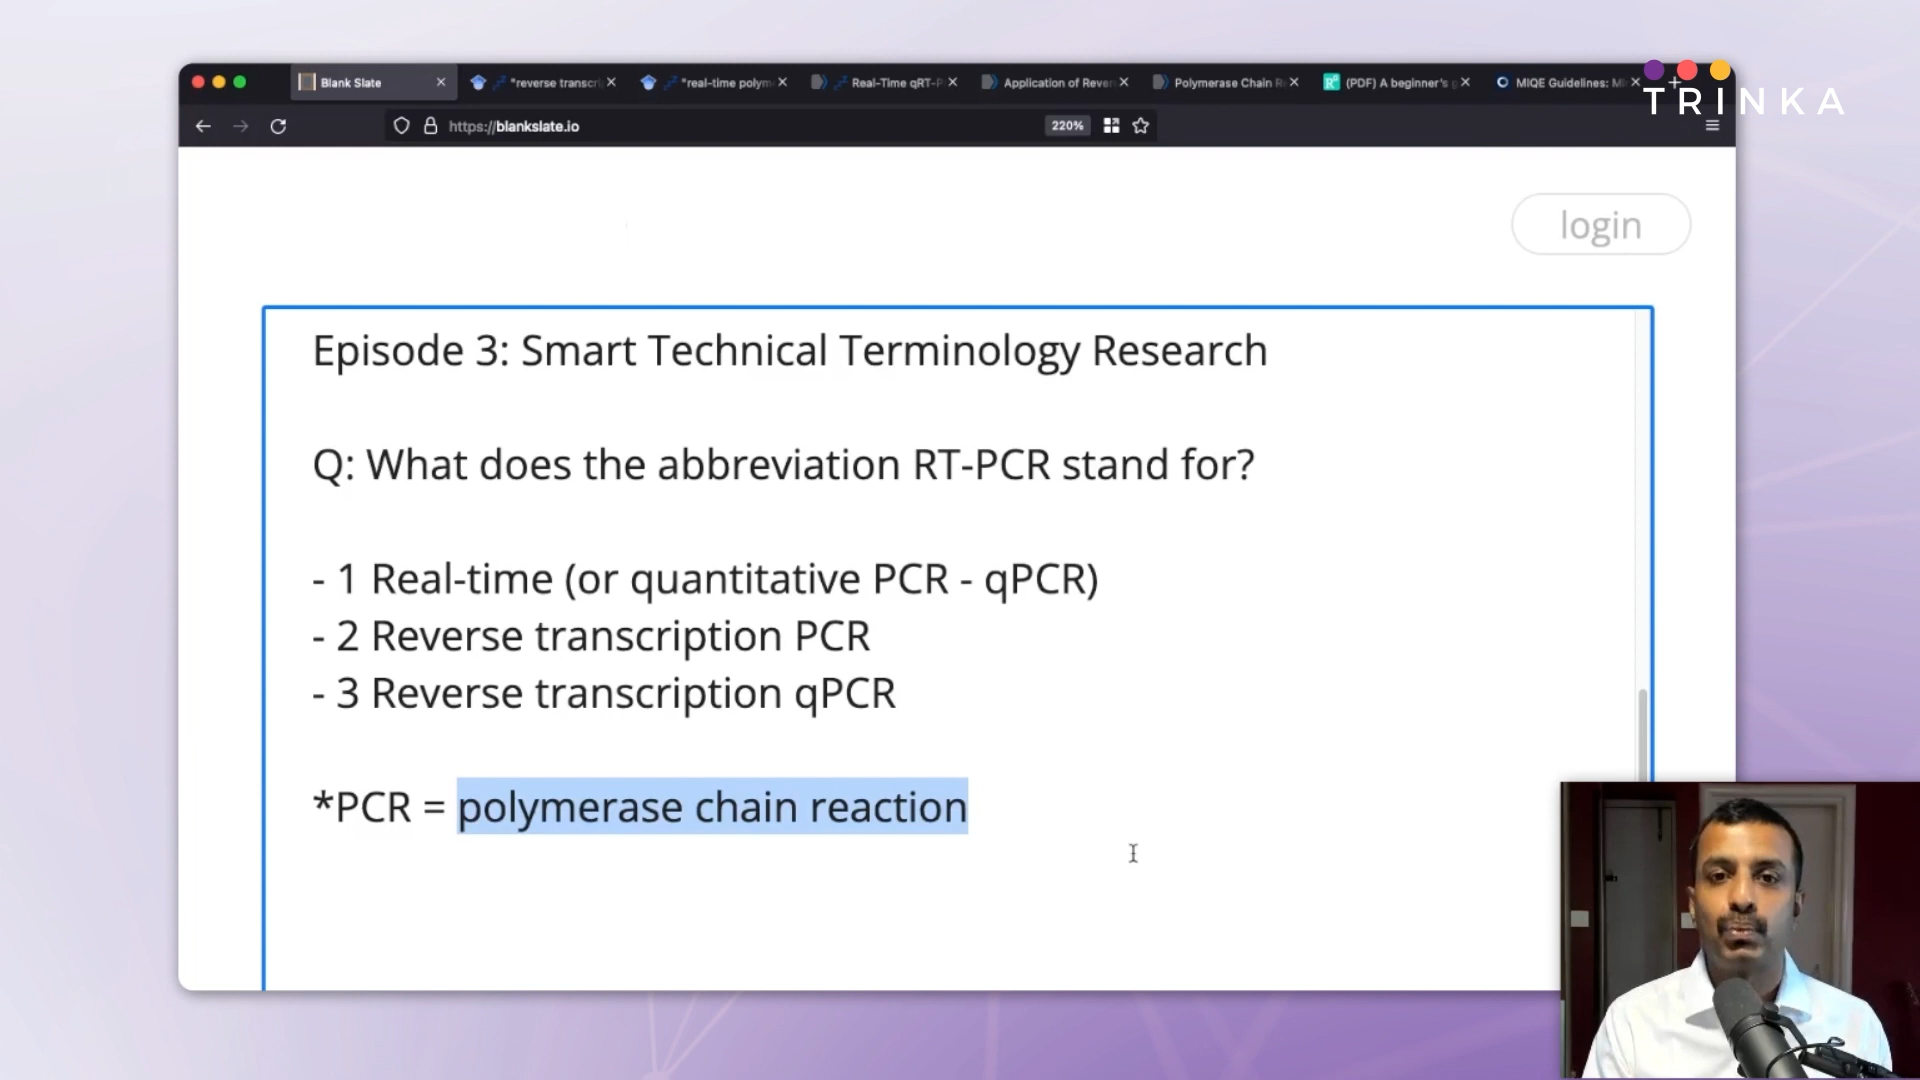 Blank Slate
*reverse transcri
*real-time polym
Real-Time qRT-P
Application of Rever
Polymerase Chain R
(PDF) A beginner's g
MIQE Guidelines: Mi
TRINKA
https://blankslate.io
220%
login
Episode 3: Smart Technical Terminology Research
Q: What does the abbreviation RT-PCR stand for?
- 1 Real-time (or quantitative PCR - qPCR)
- 2 Reverse transcription PCR
- 3 Reverse transcription qPCR
*PCR = polymerase chain reaction